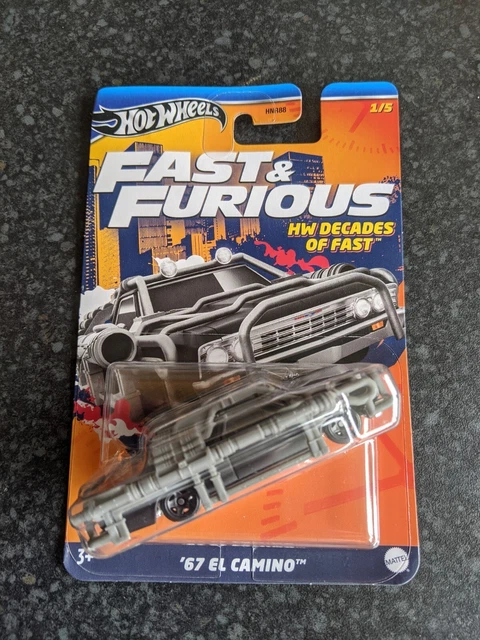 HOT WHEELS
HNR88
1/5
FAST &
FURIOUS
HW DECADES
OF FAST™
3+
'67 EL CAMINO™
MATTEL